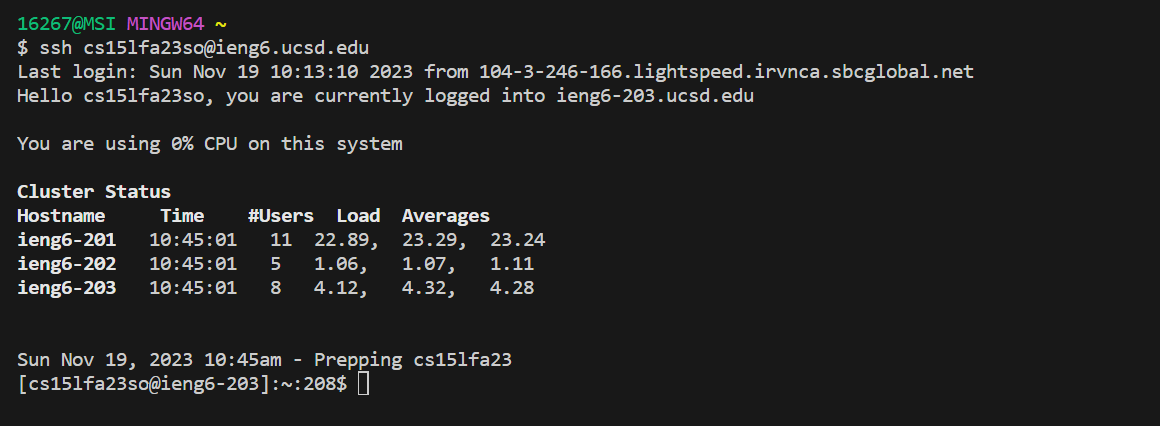 16267@MSI MINGW64 ~
$ ssh cs15lfa23so@ieng6.ucsd.edu
Last login: Sun Nov 19 10:13:10 2023 from 104-3-246-166.lightspeed.irvnca.sbcglobal.net
Hello cs15lfa23so, you are currently logged into ieng6-203.ucsd.edu
You are using 0% CPU on this system
Cluster Status
Hostname     Time    #Users  Load  Averages
ieng6-201   10:45:01   11  22.89,  23.29,  23.24
ieng6-202   10:45:01   5   1.06,   1.07,   1.11
ieng6-203   10:45:01   8   4.12,   4.32,   4.28
Sun Nov 19, 2023 10:45am - Prepping cs15lfa23
[cs15lfa23so@ieng6-203]:~:208$